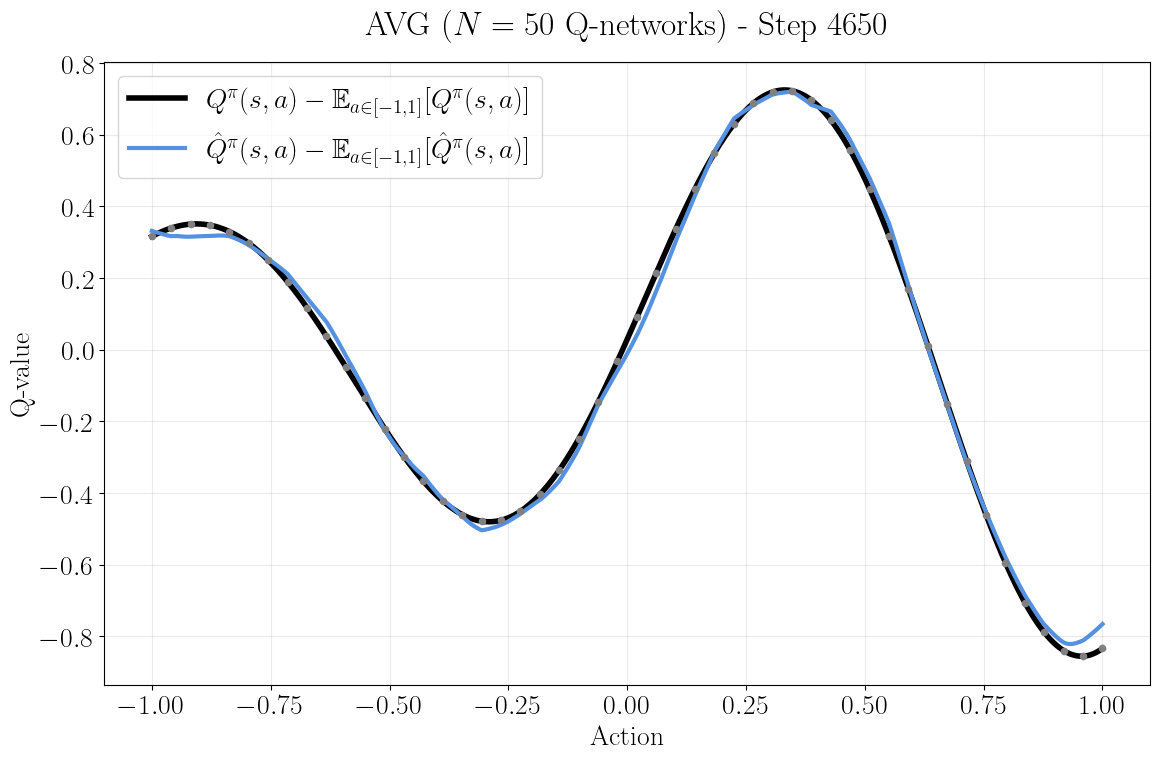 AVG (N = 50 Q-networks) - Step 4650
Q^π(s, a) − 𝔼_{a∈[−1,1]}[Q^π(s, a)]
Q̂^π(s, a) − 𝔼_{a∈[−1,1]}[Q̂^π(s, a)]
Q-value
0.8
0.6
0.4
0.2
0.0
−0.2
−0.4
−0.6
−0.8
−1.00 −0.75 −0.50 −0.25 0.00 0.25 0.50 0.75 1.00
Action